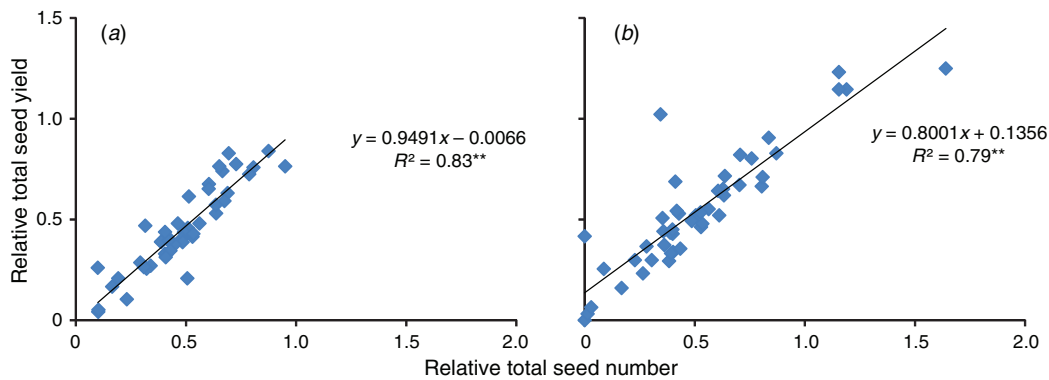 1.5
(a)
(b)
1.0
0.5
0
y = 0.9491x – 0.0066
R² = 0.83**
y = 0.8001x + 0.1356
R² = 0.79**
Relative total seed yield
0
0.5
1.0
1.5
2.0
0
0.5
1.0
1.5
2.0
Relative total seed number